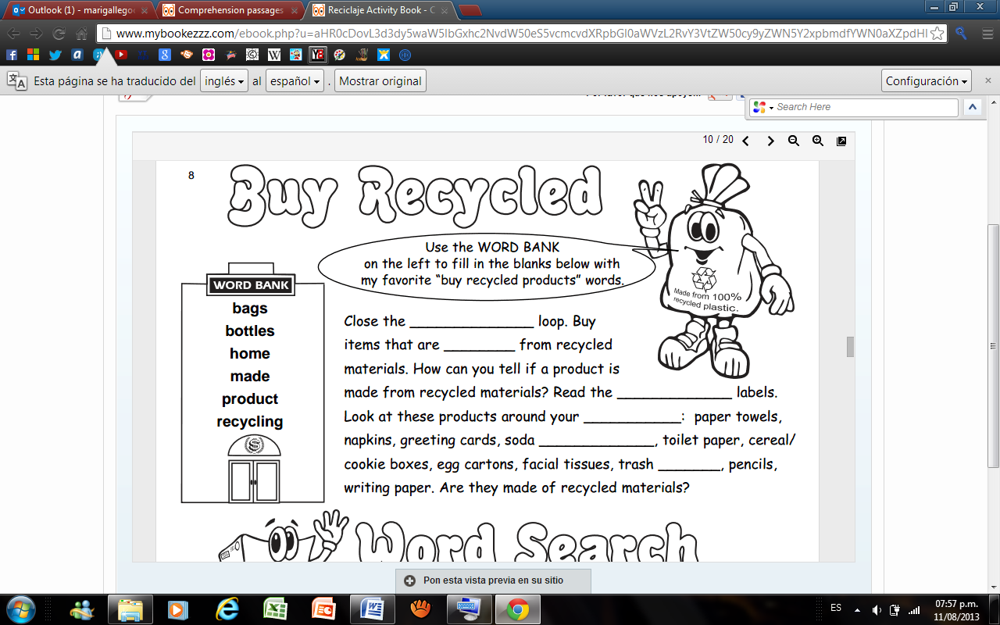 Outlook (1) - marigallego
Comprehension passages
Reciclaje Activity Book - C
www.mybookezzz.com/ebook.php?u=
Esta página se ha traducido del inglés al español . Mostrar original Configuración
Search Here
10 / 20
8
Buy Recycled
Use the WORD BANK
on the left to fill in the blanks below with
my favorite “buy recycled products” words.
Made from 100%
recycled plastic.
WORD BANK
bags
bottles
home
made
product
recycling
$
Close the ______________ loop. Buy
items that are ________ from recycled
materials. How can you tell if a product is
made from recycled materials? Read the _____________ labels.
Look at these products around your ___________: paper towels,
napkins, greeting cards, soda _____________, toilet paper, cereal/
cookie boxes, egg cartons, facial tissues, trash _______, pencils,
writing paper. Are they made of recycled materials?
Word Search
Pon esta vista previa en su sitio
ES
07:57 p.m.
11/08/2013